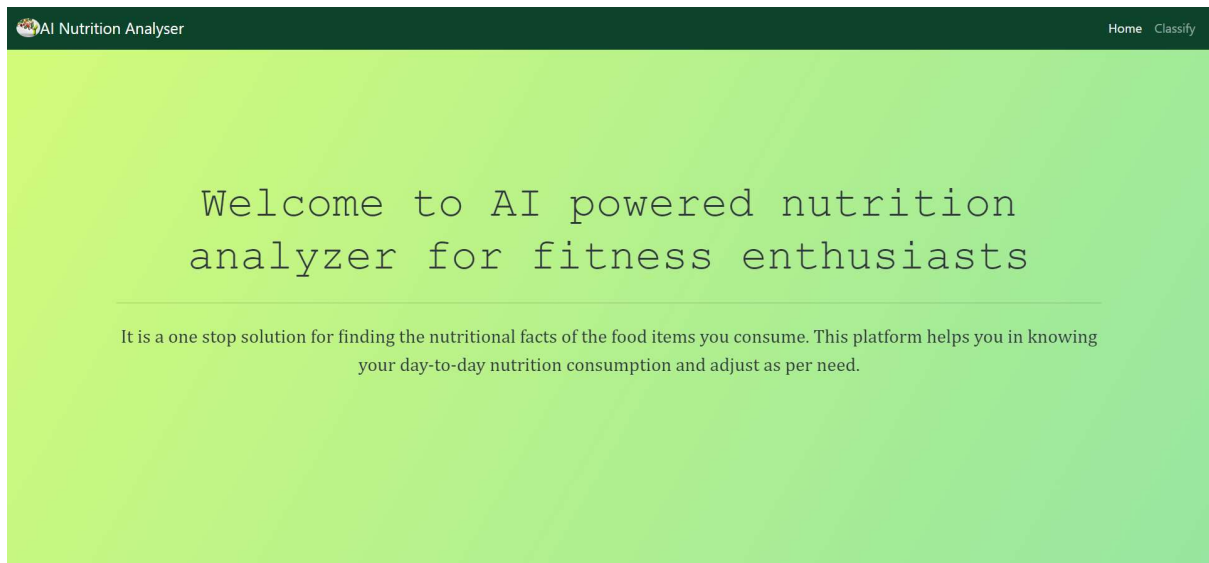 AI Nutrition Analyser
Home Classify
Welcome to AI powered nutrition
analyzer for fitness enthusiasts
It is a one stop solution for finding the nutritional facts of the food items you consume. This platform helps you in knowing
your day-to-day nutrition consumption and adjust as per need.